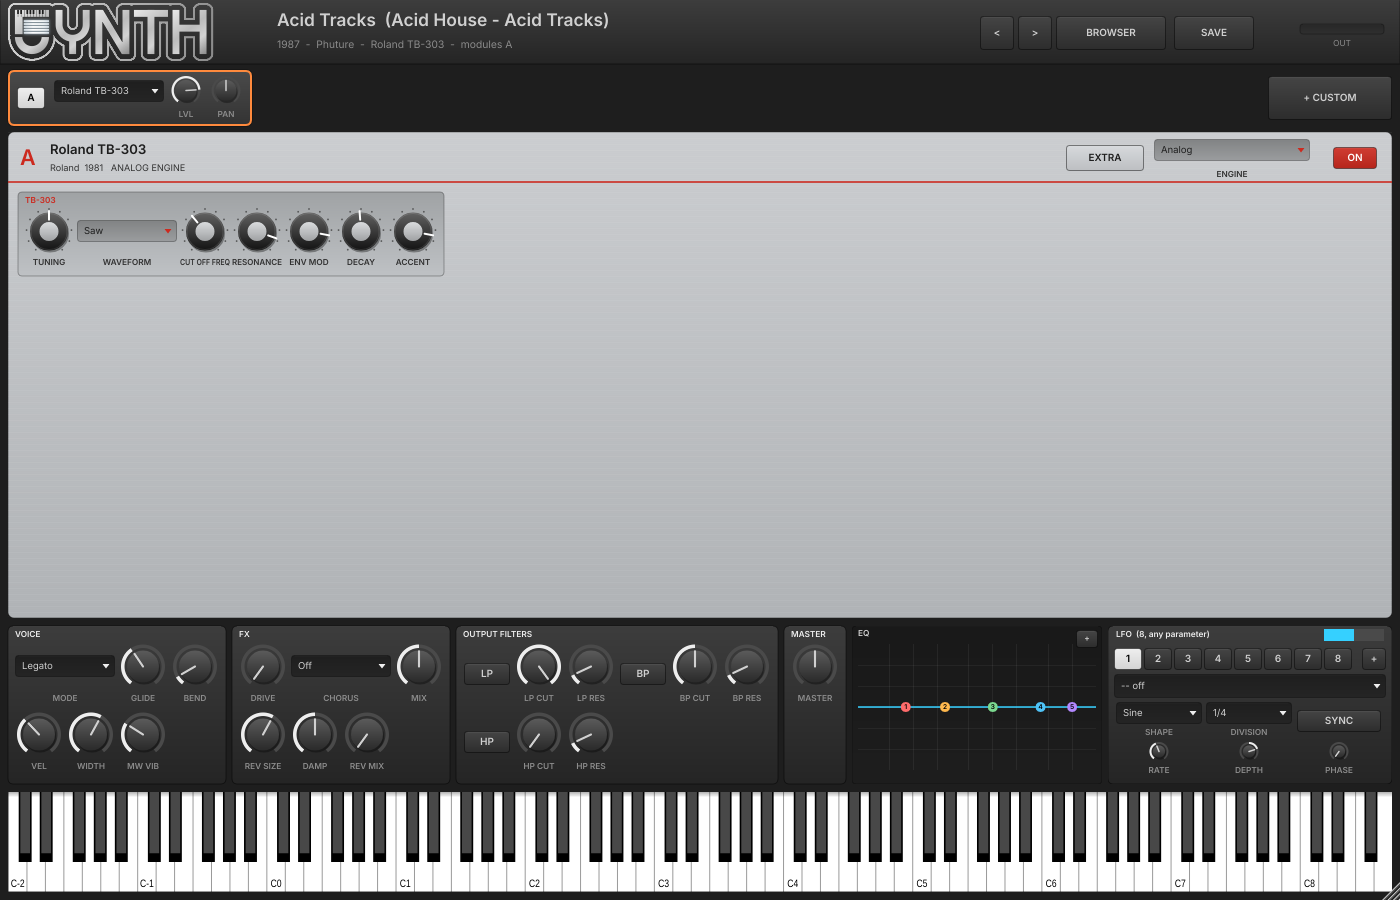 CYNTH
Acid Tracks (Acid House - Acid Tracks)
1987 - Phuture - Roland TB-303 - modules A
<
>
BROWSER
SAVE
OUT
A
Roland TB-303
LVL
PAN
+ CUSTOM
A
Roland TB-303
Roland 1981 ANALOG ENGINE
EXTRA
Analog
ENGINE
ON
TB-303
Saw
TUNING
WAVEFORM
CUT OFF FREQ
RESONANCE
ENV MOD
DECAY
ACCENT
VOICE
Legato
MODE
GLIDE
BEND
VEL
WIDTH
MW VIB
FX
Off
DRIVE
CHORUS
MIX
REV SIZE
DAMP
REV MIX
OUTPUT FILTERS
LP
LP CUT
LP RES
BP
BP CUT
BP RES
HP
HP CUT
HP RES
MASTER
MASTER
EQ
+
1
2
3
4
5
LFO (8, any parameter)
1
2
3
4
5
6
7
8
+
-- off
Sine
1/4
SYNC
SHAPE
DIVISION
RATE
DEPTH
PHASE
C-2
C-1
C0
C1
C2
C3
C4
C5
C6
C7
C8